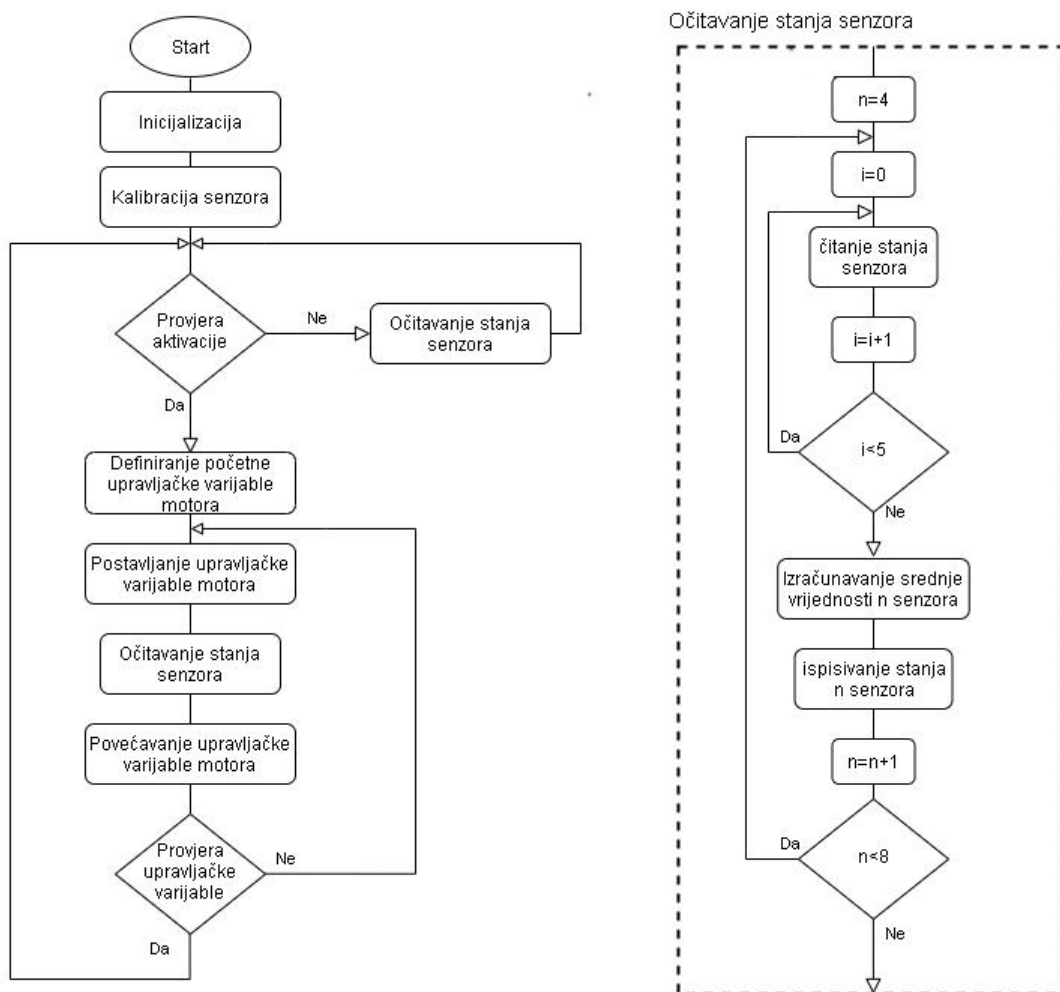 Start
Inicijalizacija
Kalibracija senzora
Provjera
aktivacije
Ne
Očitavanje stanja
senzora
Da
Definiranje početne
upravljačke varijable
motora
Postavljanje upravljačke
varijable motora
Očitavanje stanja
senzora
Povećavanje upravljačke
varijable motora
Provjera
upravljačke
varijable
Ne
Da
Očitavanje stanja senzora
n=4
i=0
čitanje stanja
senzora
i=i+1
i<5
Da
Ne
Izračunavanje srednje
vrijednosti n senzora
ispisivanje stanja
n senzora
n=n+1
n<8
Da
Ne